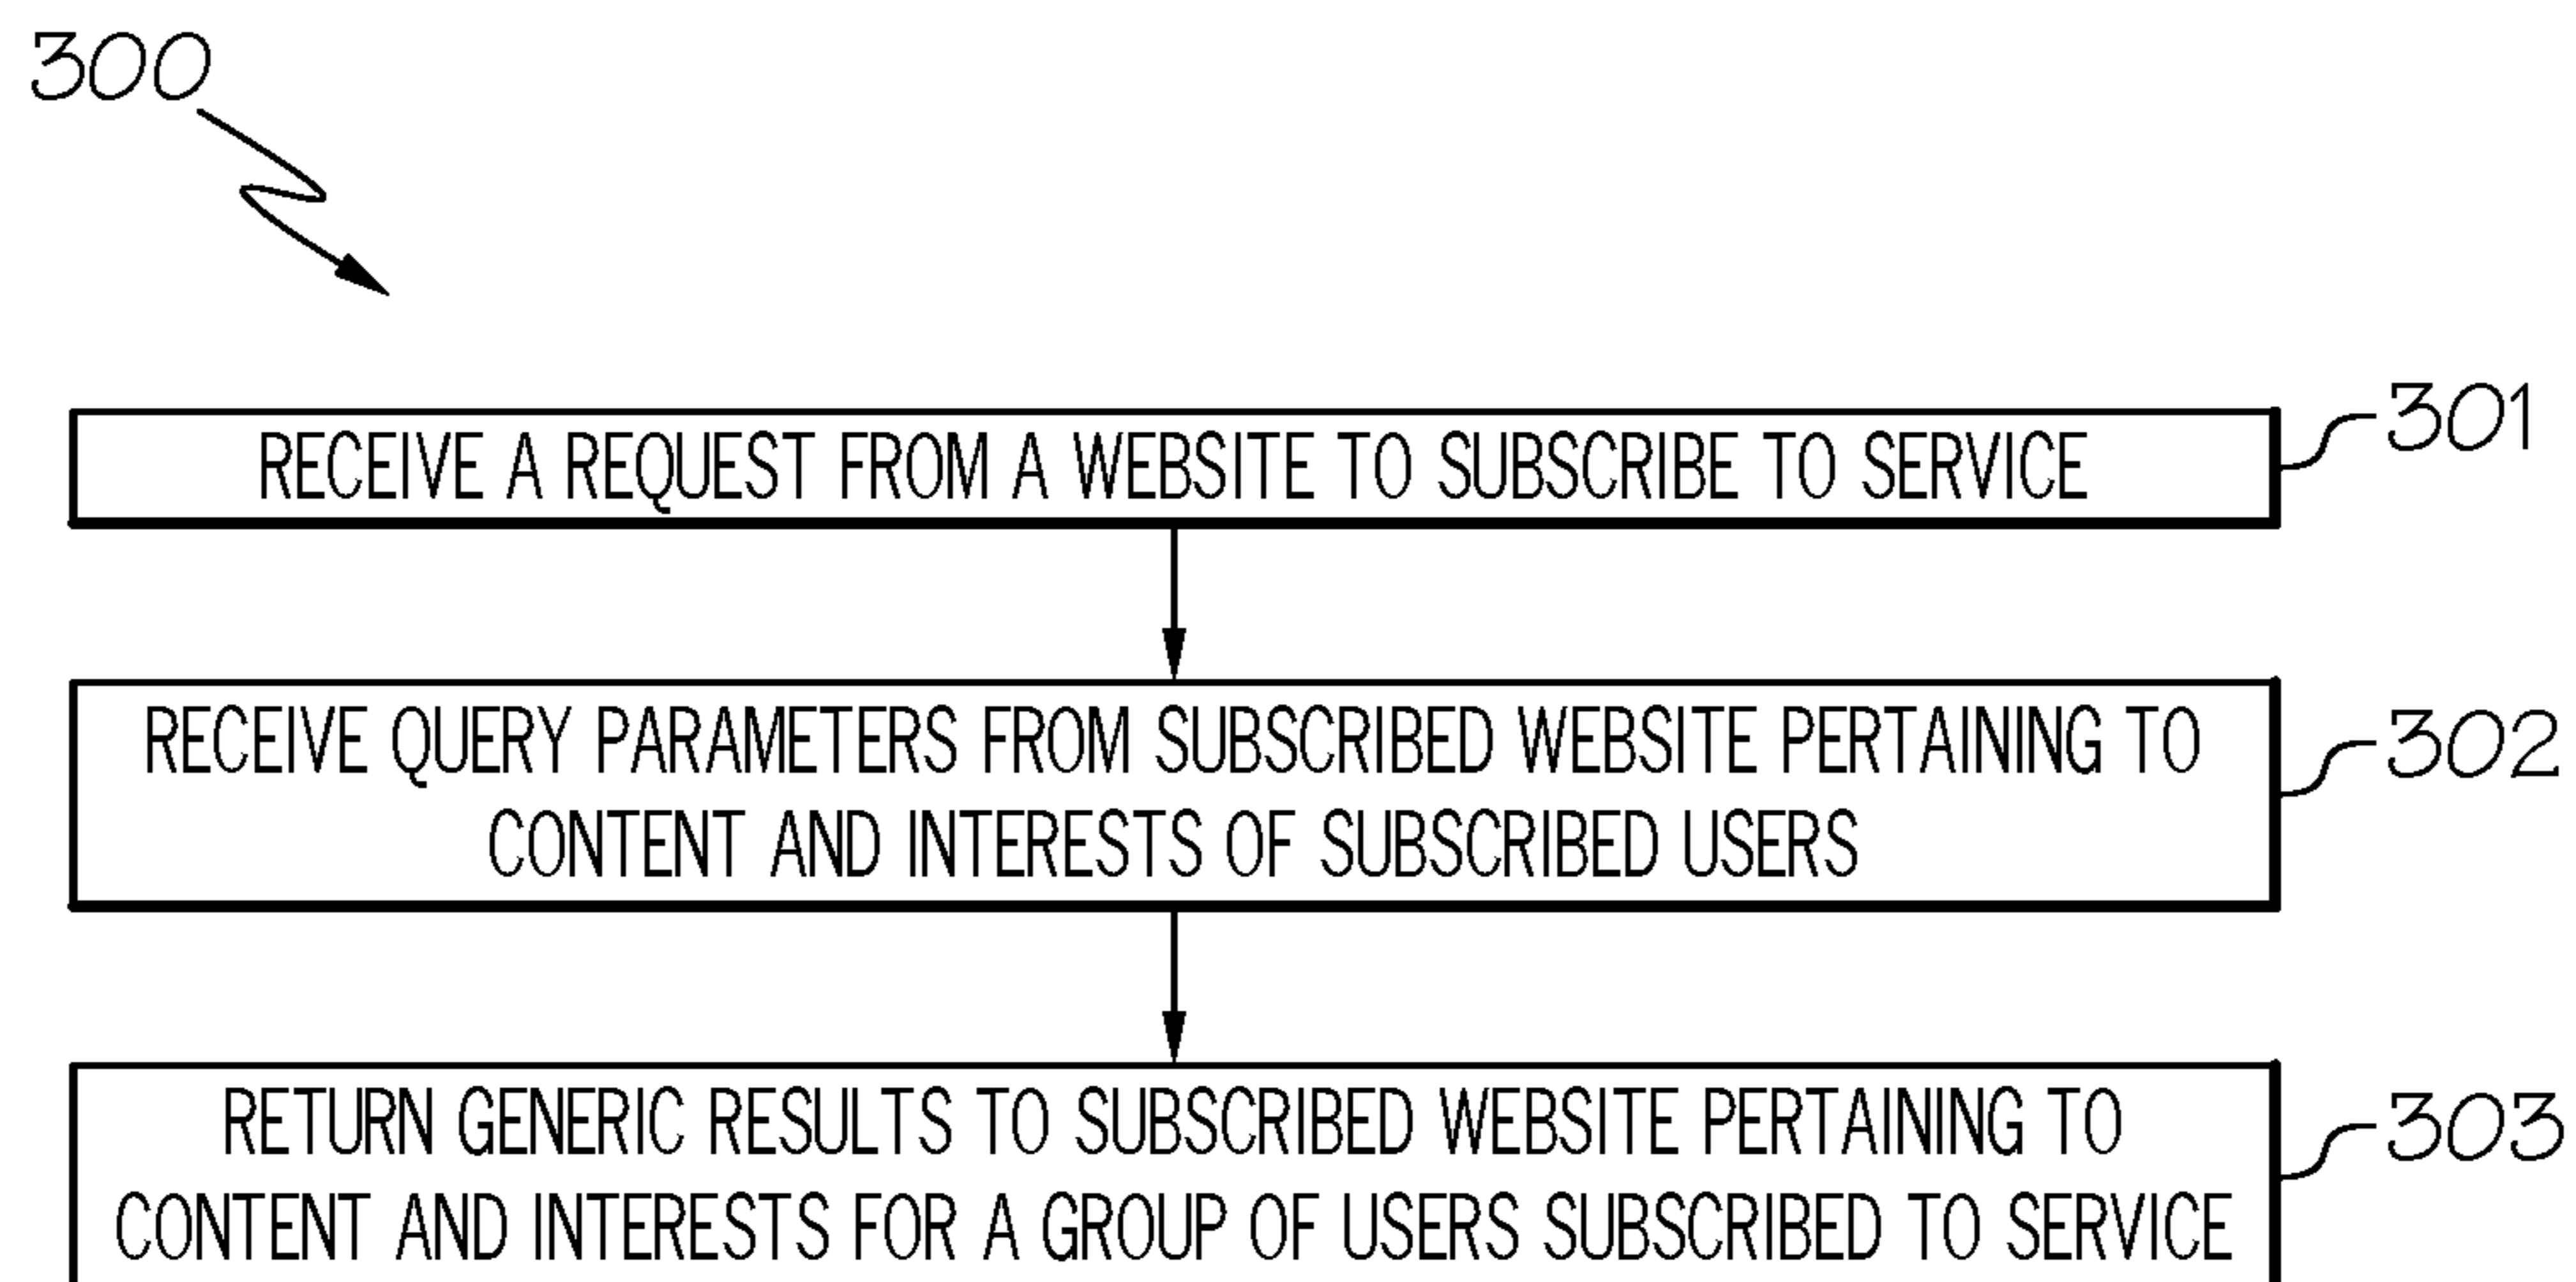 300
RECEIVE A REQUEST FROM A WEBSITE TO SUBSCRIBE TO SERVICE
301
RECEIVE QUERY PARAMETERS FROM SUBSCRIBED WEBSITE PERTAINING TO
CONTENT AND INTERESTS OF SUBSCRIBED USERS
302
RETURN GENERIC RESULTS TO SUBSCRIBED WEBSITE PERTAINING TO
CONTENT AND INTERESTS FOR A GROUP OF USERS SUBSCRIBED TO SERVICE
303